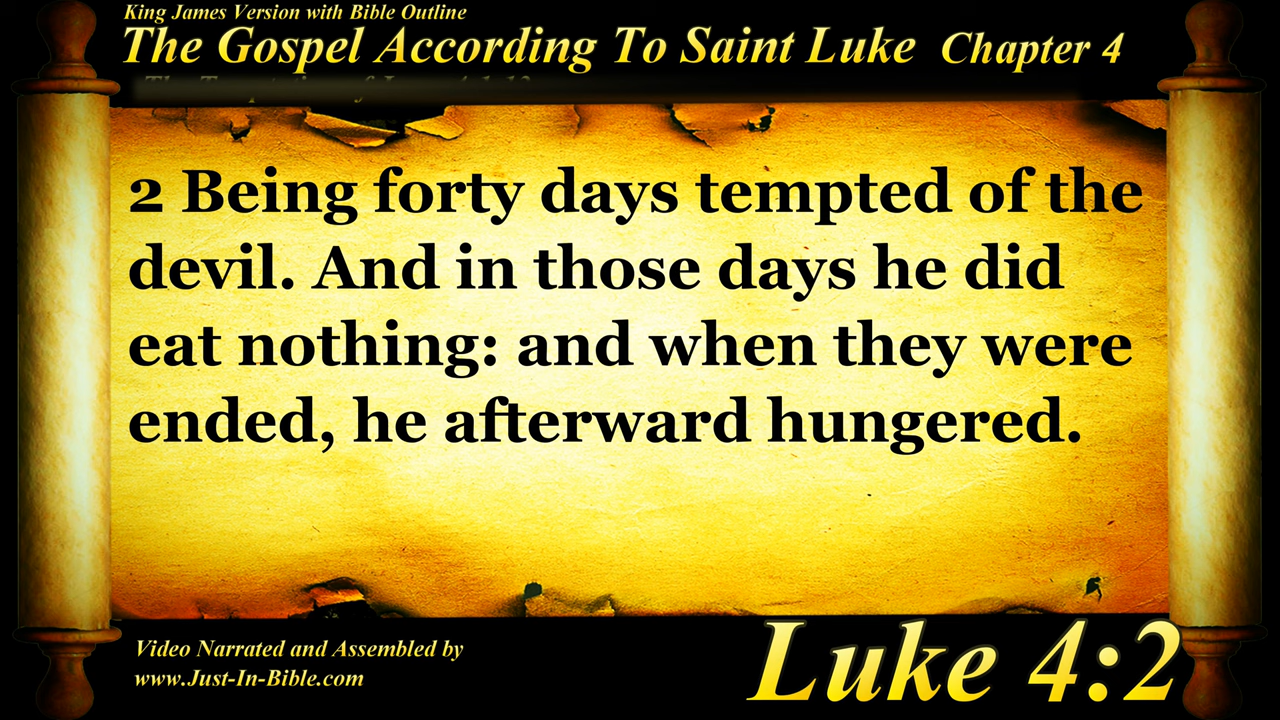 King James Version with Bible Outline
The Gospel According To Saint Luke Chapter 4
2 Being forty days tempted of the
devil. And in those days he did
eat nothing: and when they were
ended, he afterward hungered.
Video Narrated and Assembled by
www.Just-In-Bible.com
Luke 4:2